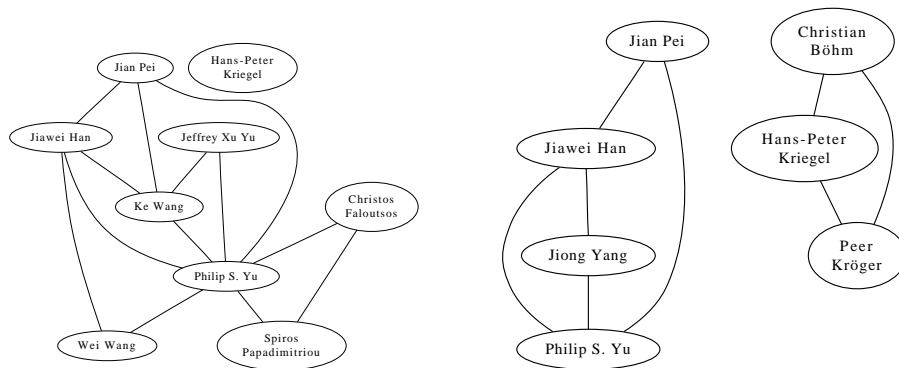 Jian Pei
Hans-Peter
Kriegel
Jiawei Han
Jeffrey Xu Yu
Ke Wang
Christos
Faloutsos
Philip S. Yu
Wei Wang
Spiros
Papadimitriou
Jian Pei
Jiawei Han
Jiong Yang
Philip S. Yu
Christian
Böhm
Hans-Peter
Kriegel
Peer
Kröger